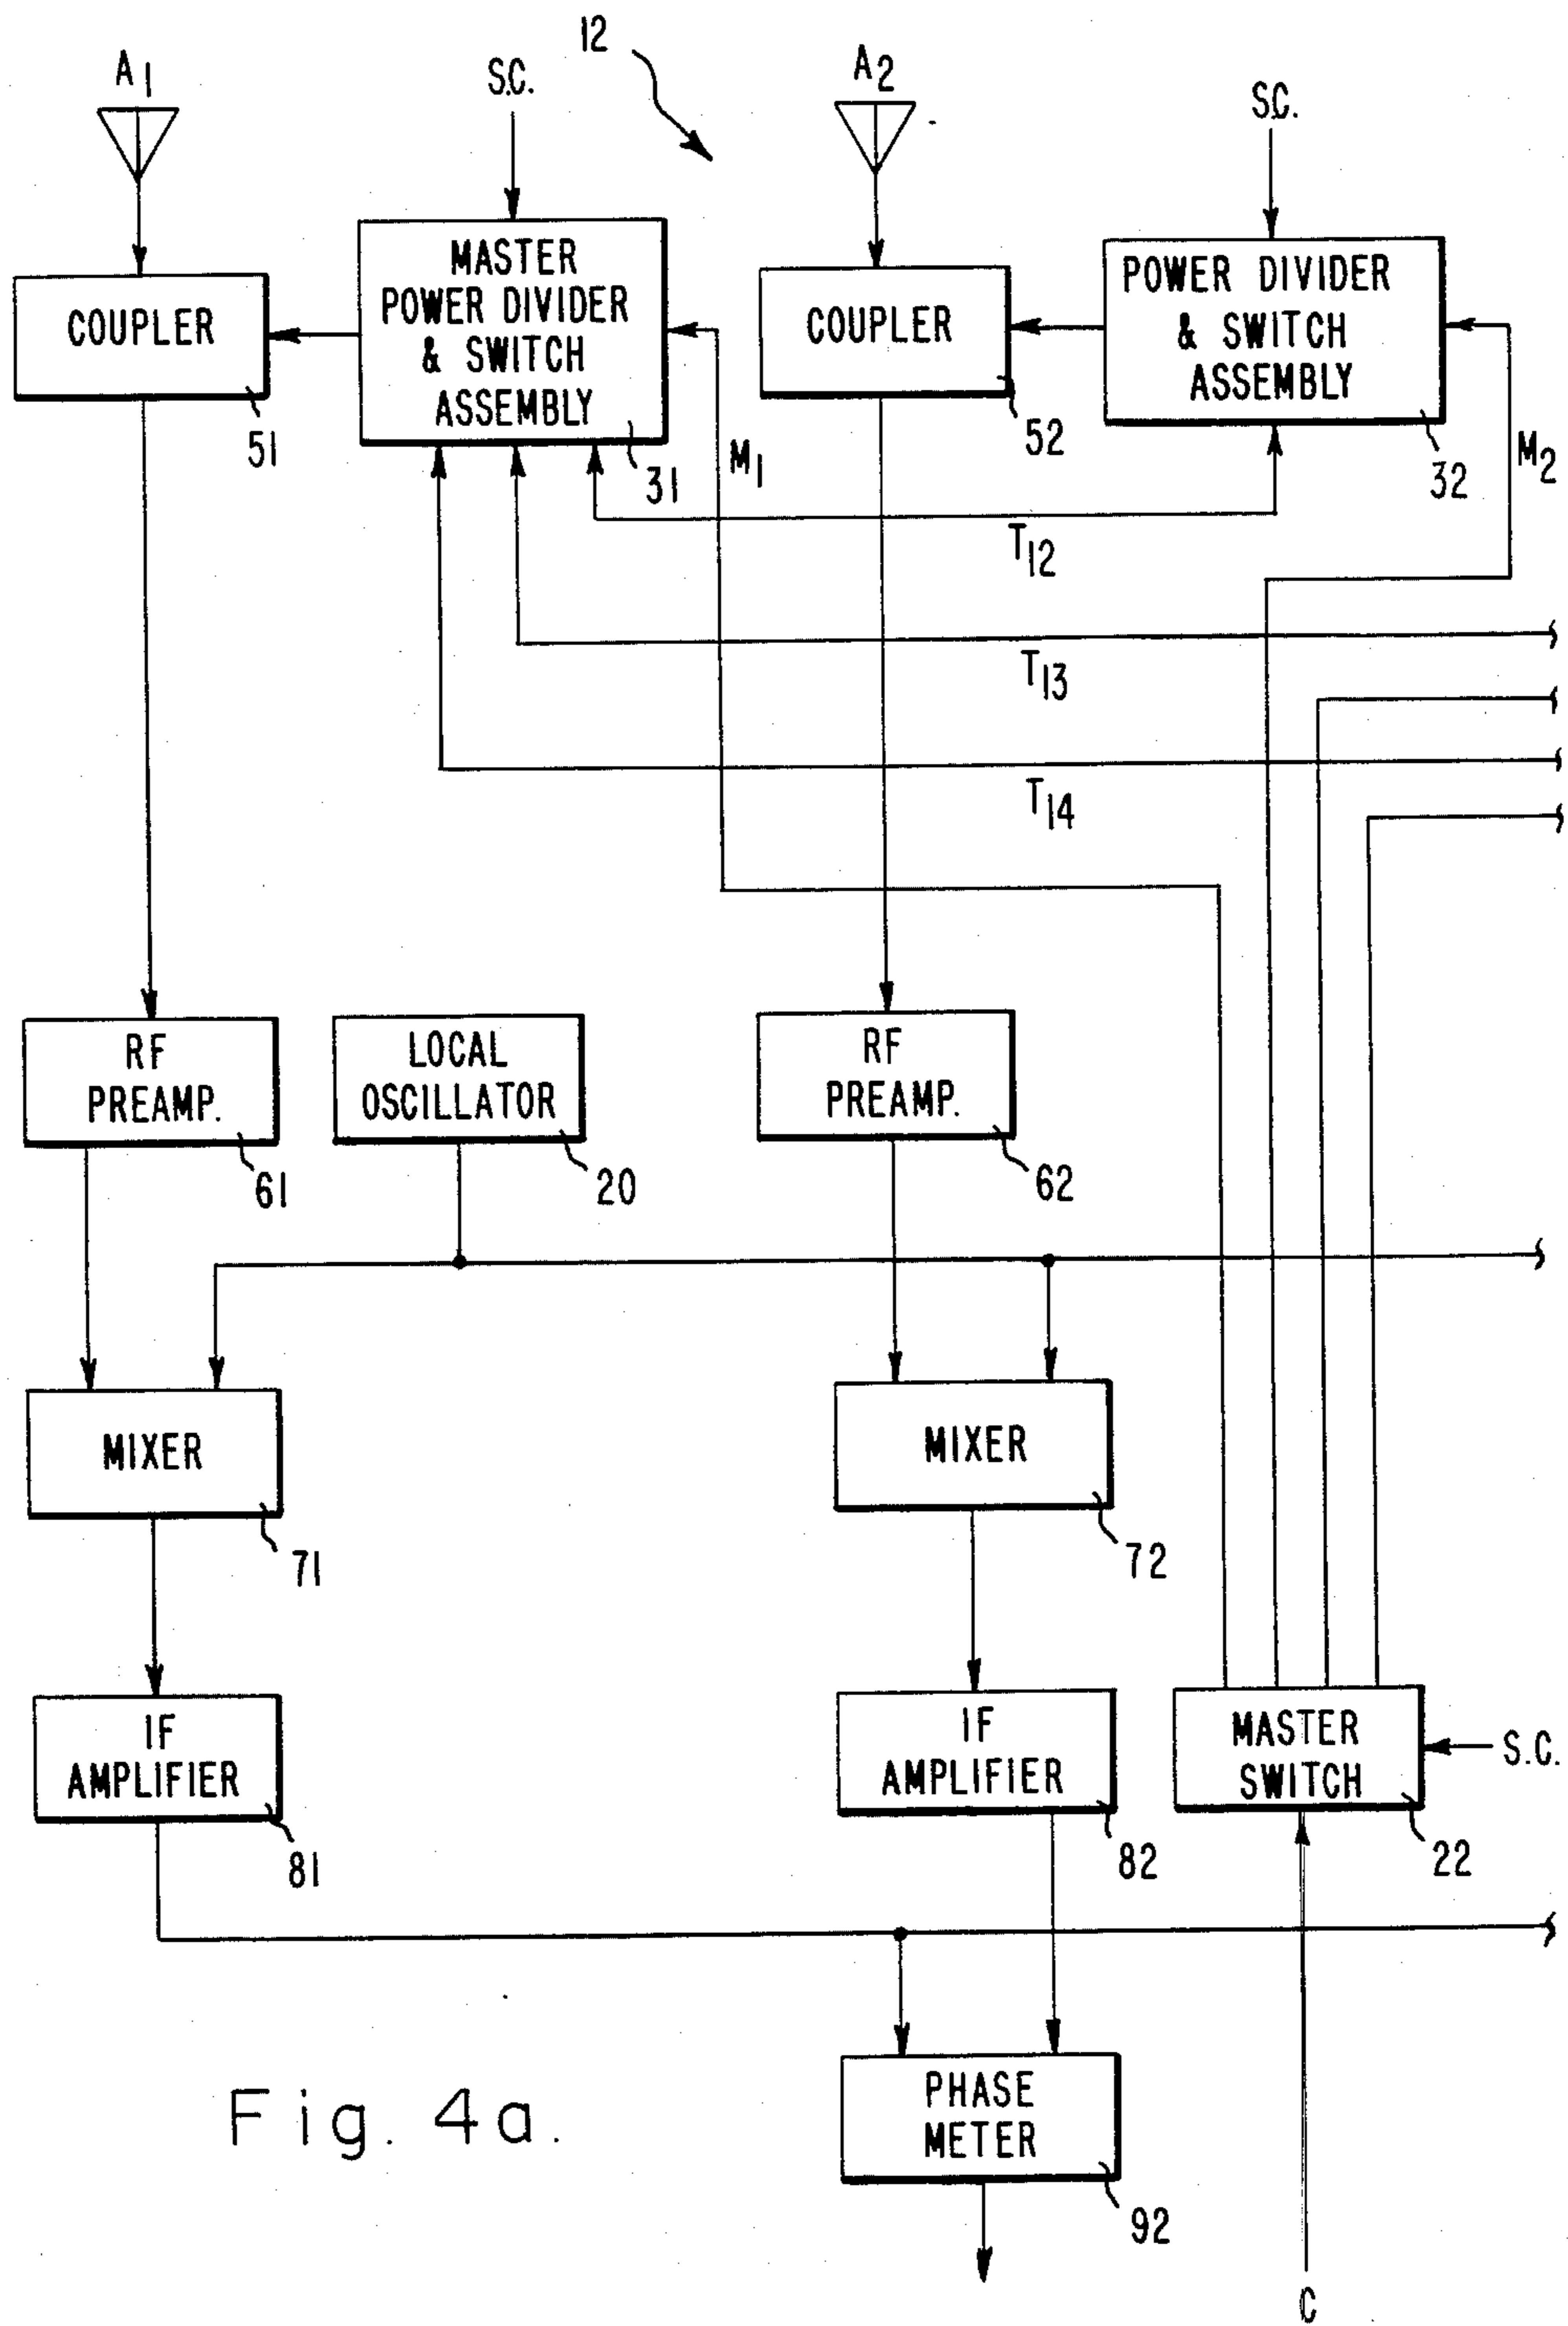 12
A1
S.C.
A2
S.C.
COUPLER
51
MASTER
POWER DIVIDER
& SWITCH
ASSEMBLY
31
M1
COUPLER
52
POWER DIVIDER
& SWITCH
ASSEMBLY
32
M2
T12
T13
T14
RF
PREAMP.
61
LOCAL
OSCILLATOR
20
RF
PREAMP.
62
MIXER
71
MIXER
72
IF
AMPLIFIER
81
IF
AMPLIFIER
82
MASTER
SWITCH
22
S.C.
PHASE
METER
92
C
Fig. 4a.